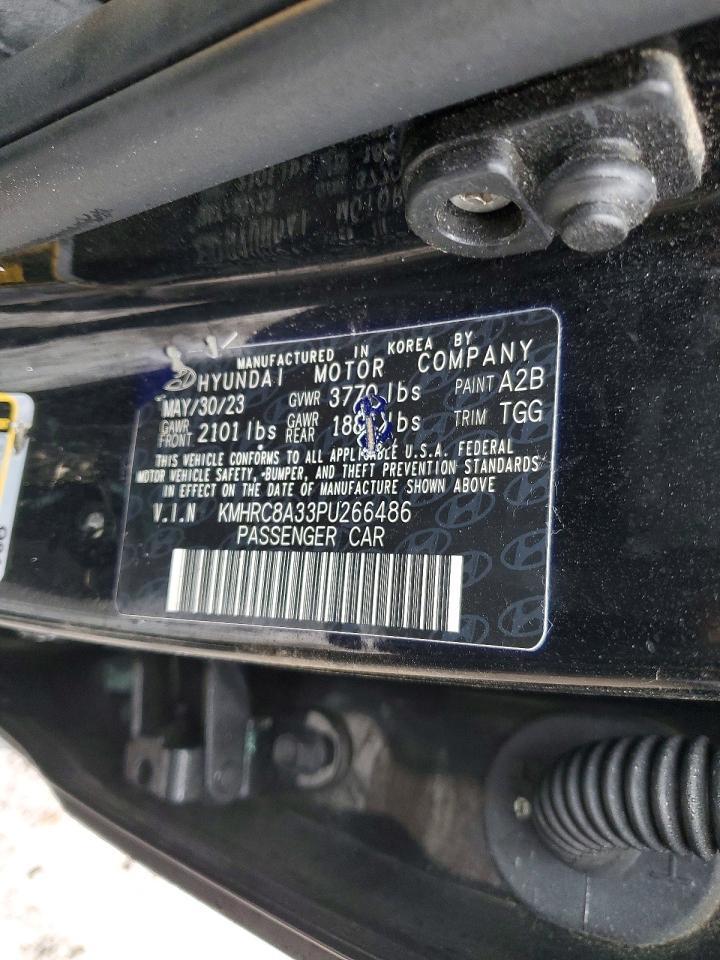 MANUFACTURED IN KOREA BY
HYUNDAI MOTOR COMPANY
MAY/30/23 GVWR 3770 lbs PAINT A2B
GAWR FRONT 2101 lbs GAWR REAR lbs TRIM TGG
THIS VEHICLE CONFORMS TO ALL APPLICABLE U.S.A. FEDERAL
MOTOR VEHICLE SAFETY, BUMPER, AND THEFT PREVENTION STANDARDS
IN EFFECT ON THE DATE OF MANUFACTURE SHOWN ABOVE
V.I.N KMHRC8A33PU266486
PASSENGER CAR